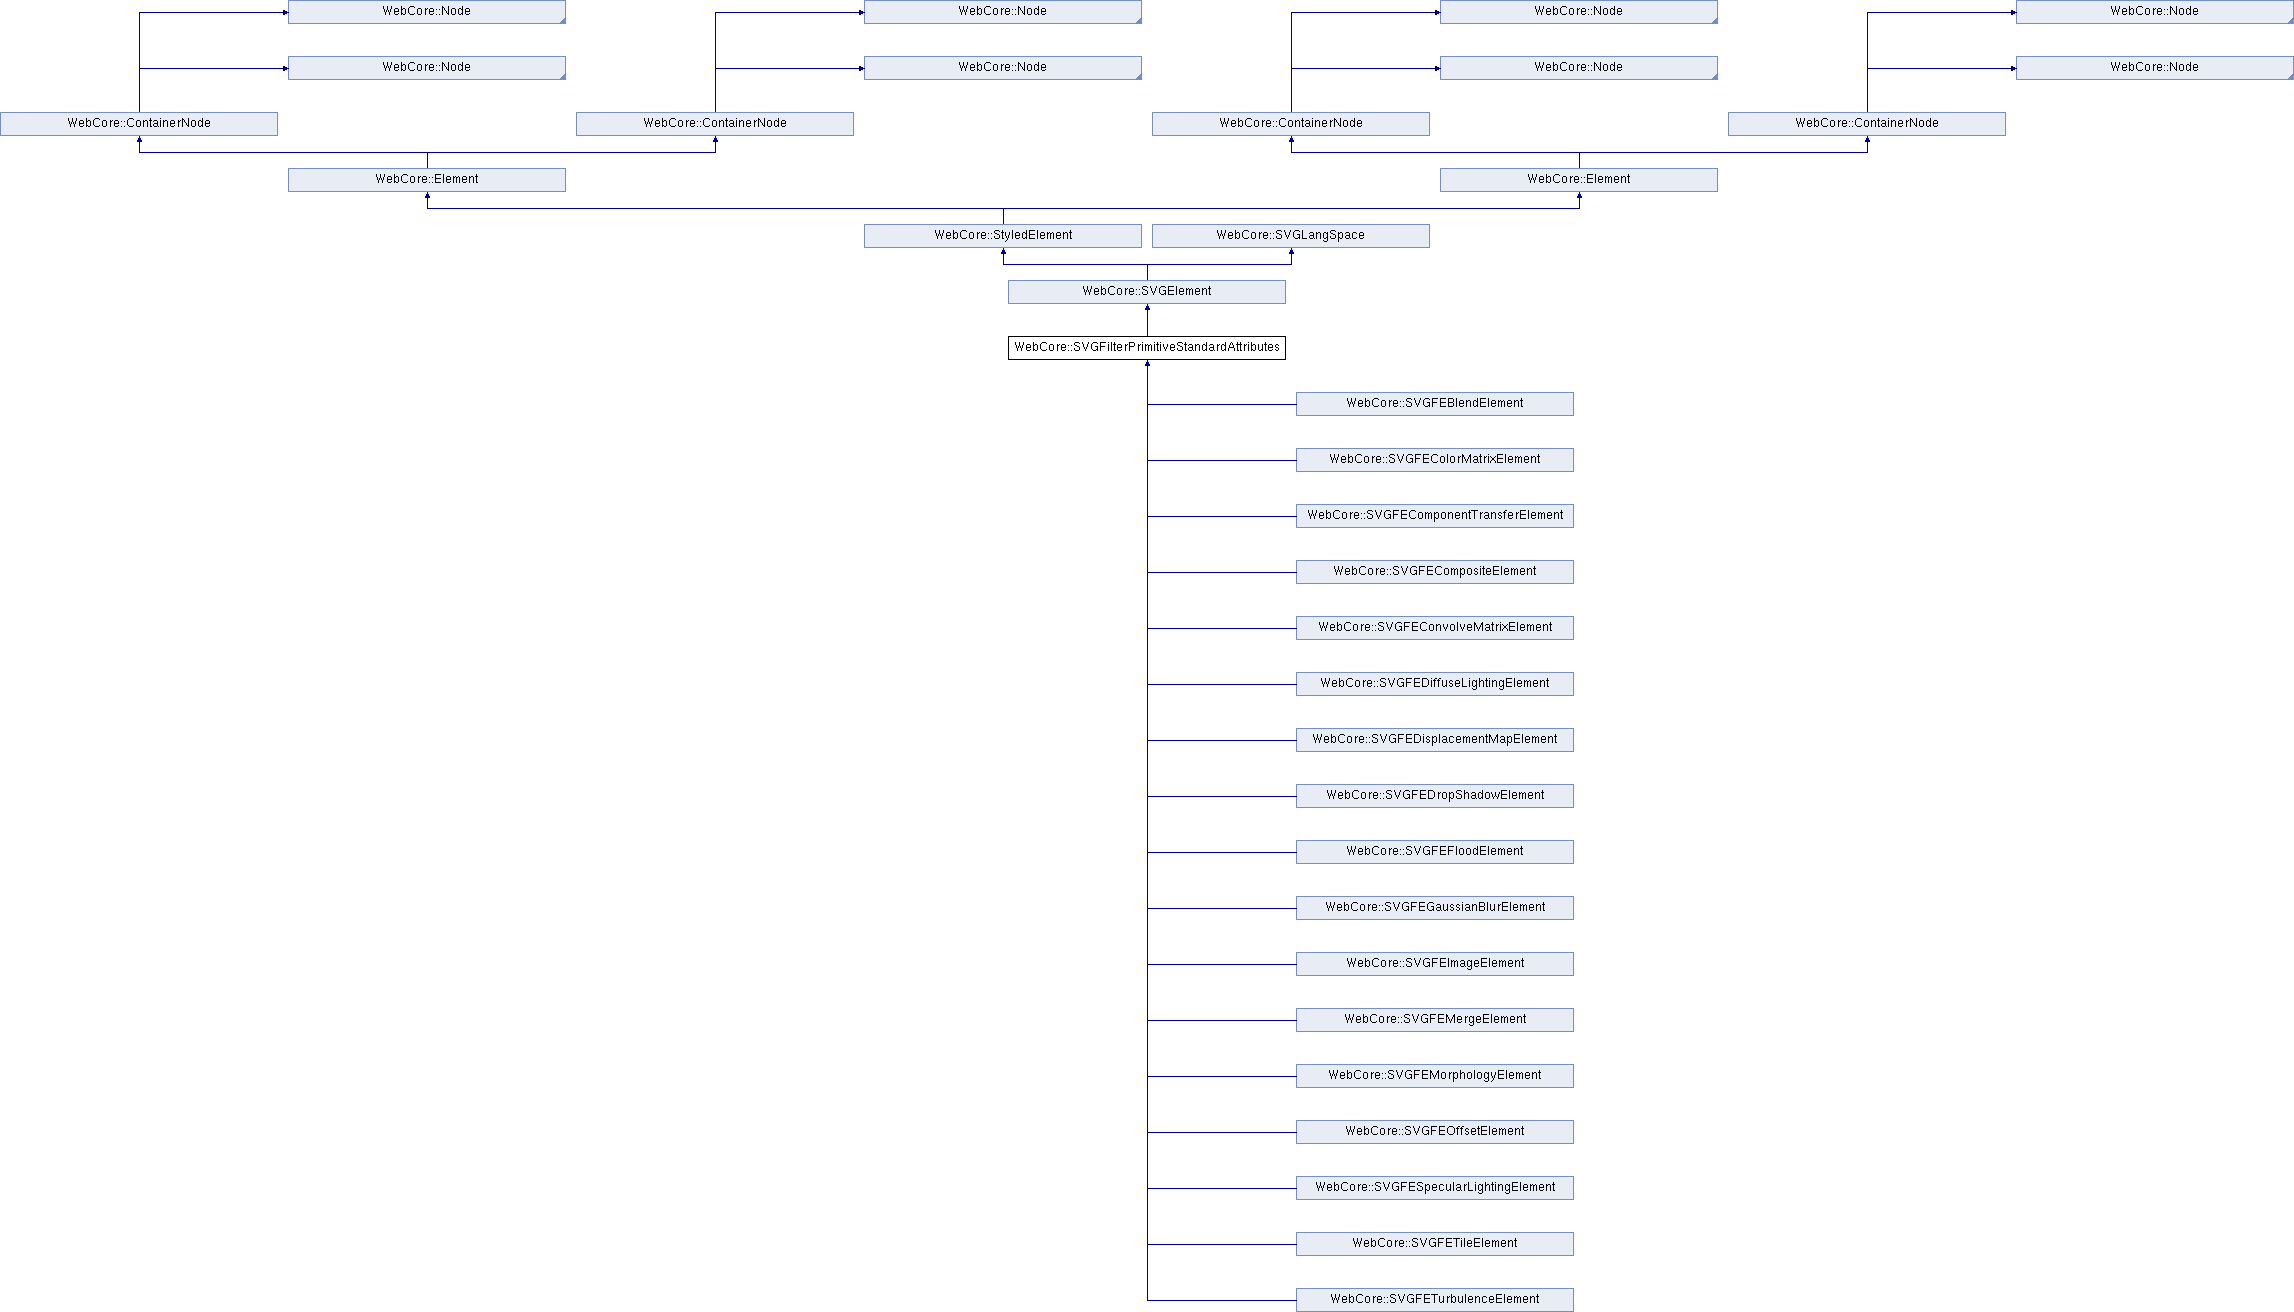 WebCore::Node
WebCore::Node
WebCore::Node
WebCore::Node
WebCore::Node
WebCore::Node
WebCore::Node
WebCore::Node
WebCore::ContainerNode
WebCore::ContainerNode
WebCore::ContainerNode
WebCore::ContainerNode
WebCore::Element
WebCore::Element
WebCore::StyledElement
WebCore::SVGLangSpace
WebCore::SVGElement
WebCore::SVGFilterPrimitiveStandardAttributes
WebCore::SVGFEBlendElement
WebCore::SVGFEColorMatrixElement
WebCore::SVGFEComponentTransferElement
WebCore::SVGFECompositeElement
WebCore::SVGFEConvolveMatrixElement
WebCore::SVGFEDiffuseLightingElement
WebCore::SVGFEDisplacementMapElement
WebCore::SVGFEDropShadowElement
WebCore::SVGFEFloodElement
WebCore::SVGFEGaussianBlurElement
WebCore::SVGFEImageElement
WebCore::SVGFEMergeElement
WebCore::SVGFEMorphologyElement
WebCore::SVGFEOffsetElement
WebCore::SVGFESpecularLightingElement
WebCore::SVGFETileElement
WebCore::SVGFETurbulenceElement